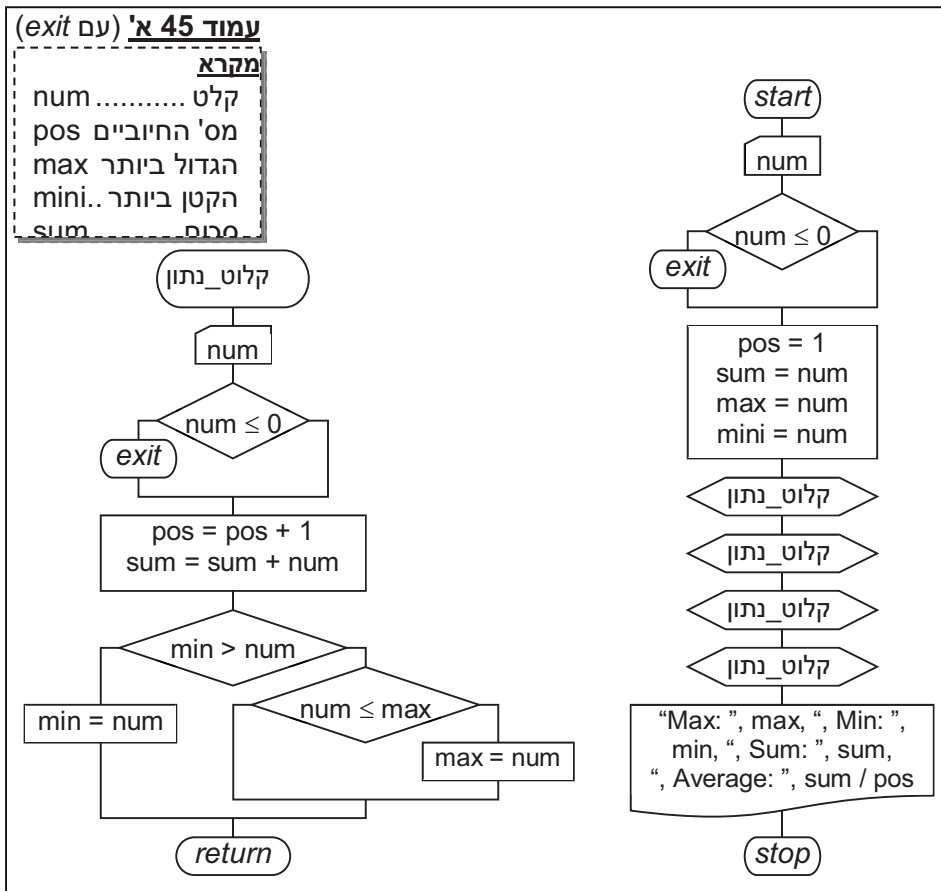 עמוד 45 א' (עם exit)
מקרא
קלט ........... num
מס' החיוביים pos
הגדול ביותר max
הקטן ביותר ..mini
סכום sum
קלוט_נתון
num
num ≤ 0
exit
pos = pos + 1
sum = sum + num
min > num
min = num
num ≤ max
max = num
return
start
num
num ≤ 0
exit
pos = 1
sum = num
max = num
mini = num
קלוט_נתון
קלוט_נתון
קלוט_נתון
קלוט_נתון
“Max: ”, max, “, Min: ”,
min, “, Sum: ”, sum,
“, Average: ”, sum / pos
stop